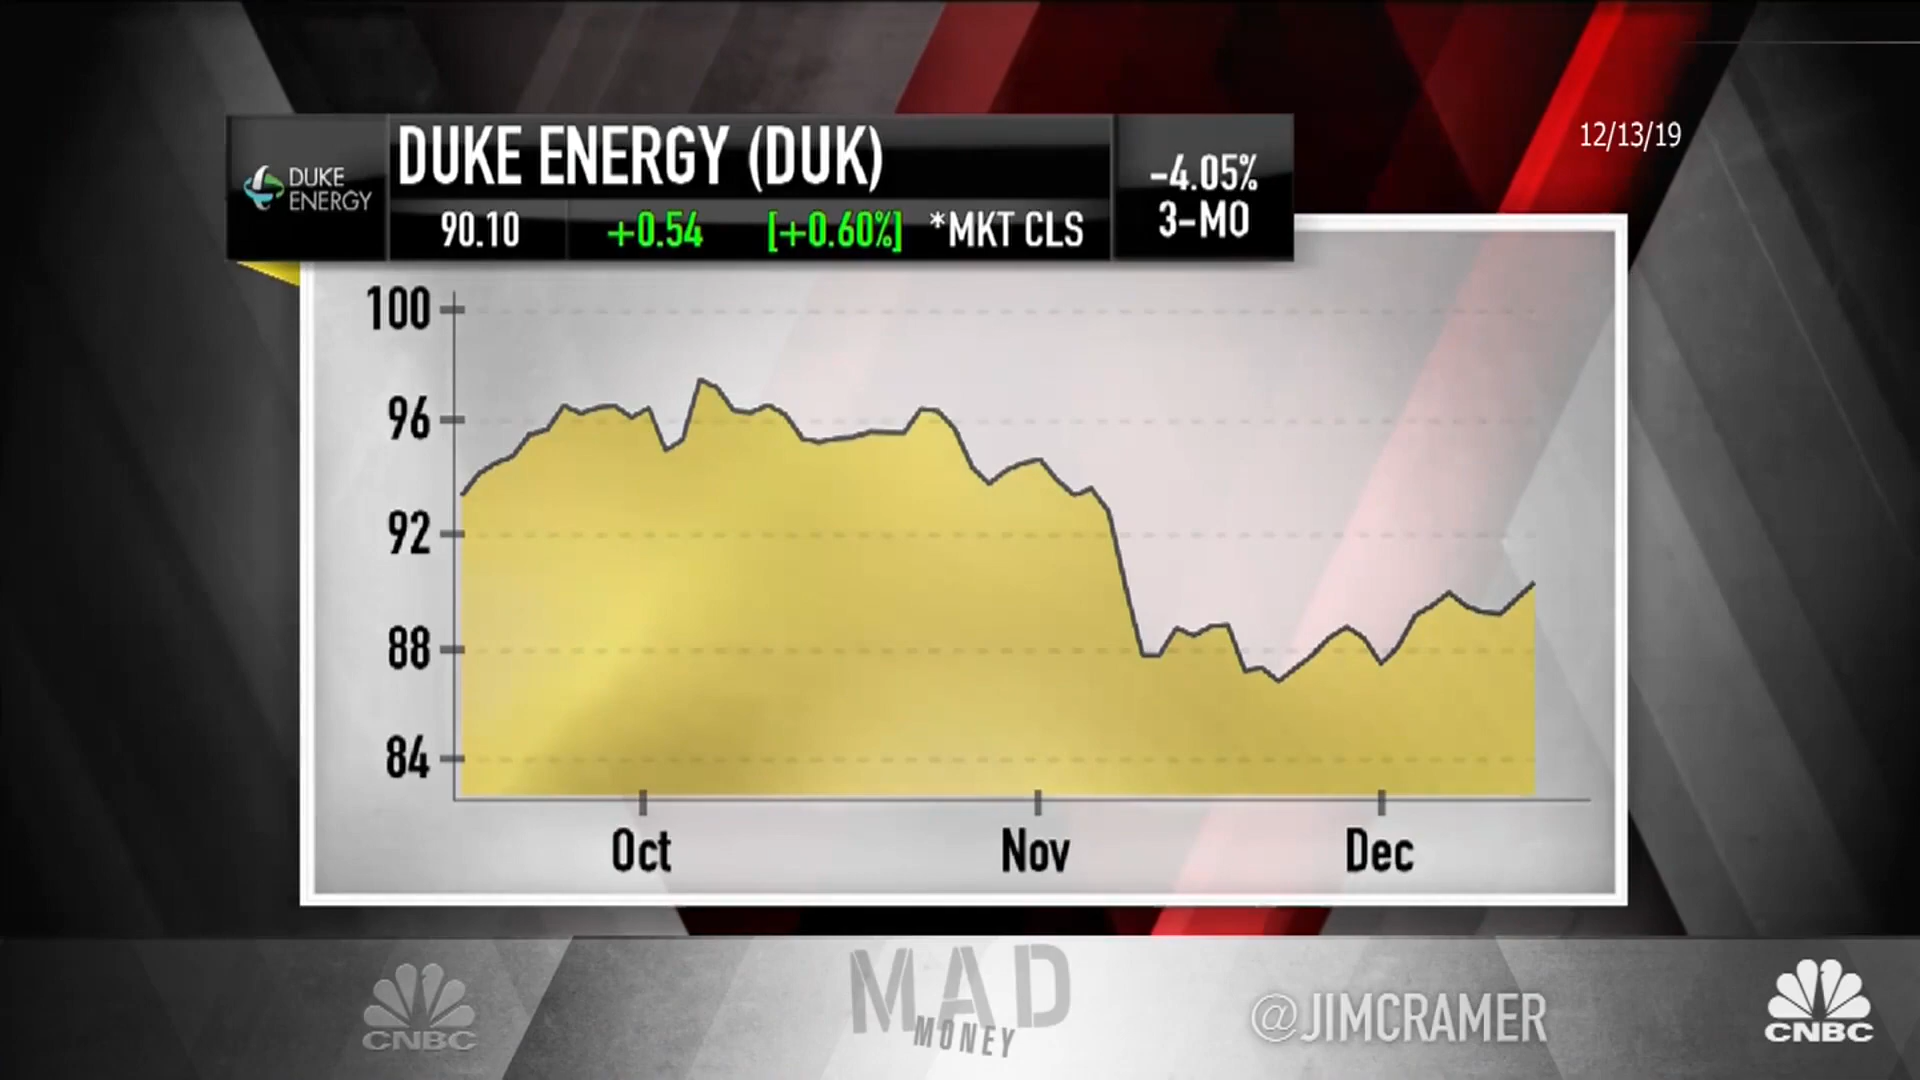 12/13/19
DUKE
ENERGY
DUKE ENERGY (DUK)
90.10 +0.54 [+0.60%] *MKT CLS
-4.05%
3-MO
100
96
92
88
84
Oct Nov Dec
CNBC
MAD
MONEY
@JIMCRAMER
CNBC